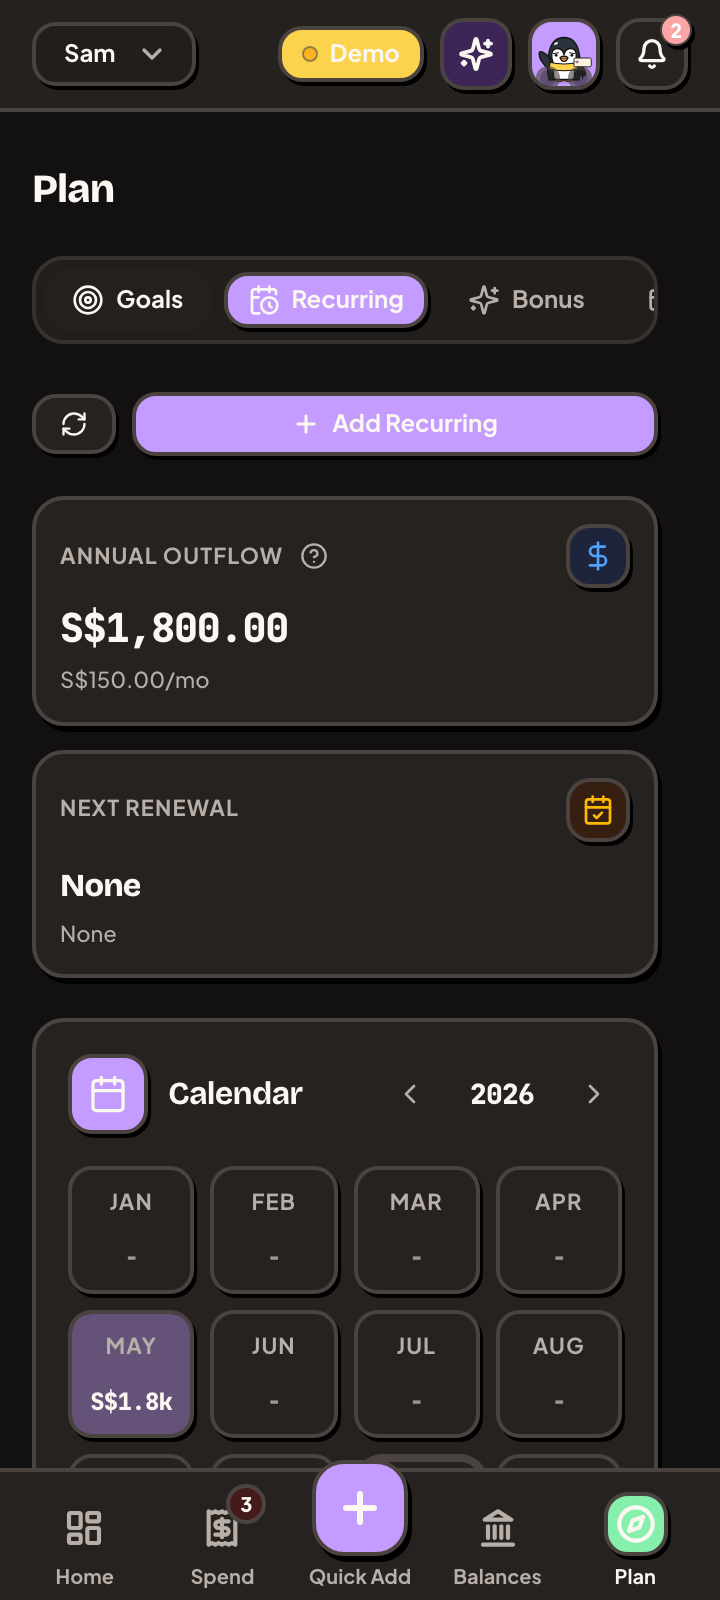 Sam
Demo
2
Plan
Goals
Recurring
Bonus
Add Recurring
ANNUAL OUTFLOW
S$1,800.00
S$150.00/mo
NEXT RENEWAL
None
None
Calendar
2026
JAN
FEB
MAR
APR
-
-
-
-
MAY
JUN
JUL
AUG
S$1.8k
-
-
-
3
Home
Spend
Quick Add
Balances
Plan